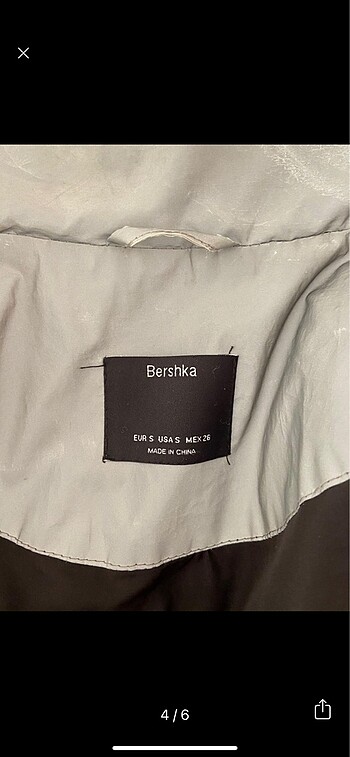 Bershka
EUR S USA S MEX 26
MADE IN CHINA
4 / 6